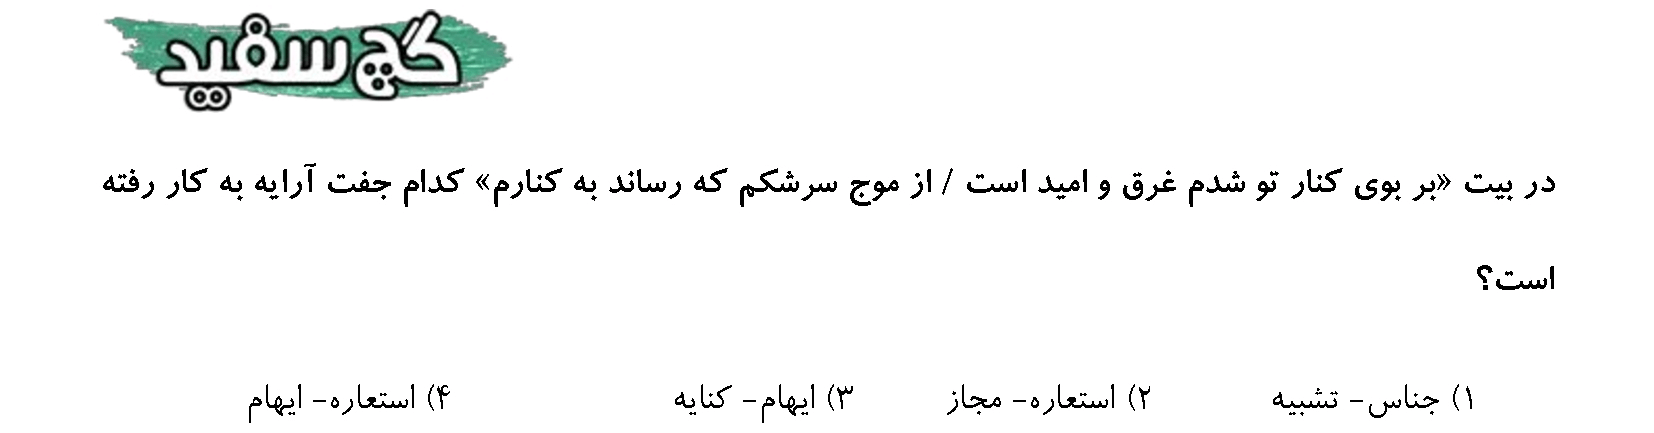 گچ سفید
در بیت «بر بوی کنار تو شدم غرق و امید است / از موج سرشکم که رساند به کنارم» کدام جفت آرایه به کار رفته
است؟
۱) جناس- تشبیه ۲) استعاره- مجاز ۳) ایهام- کنایه ۴) استعاره- ایهام